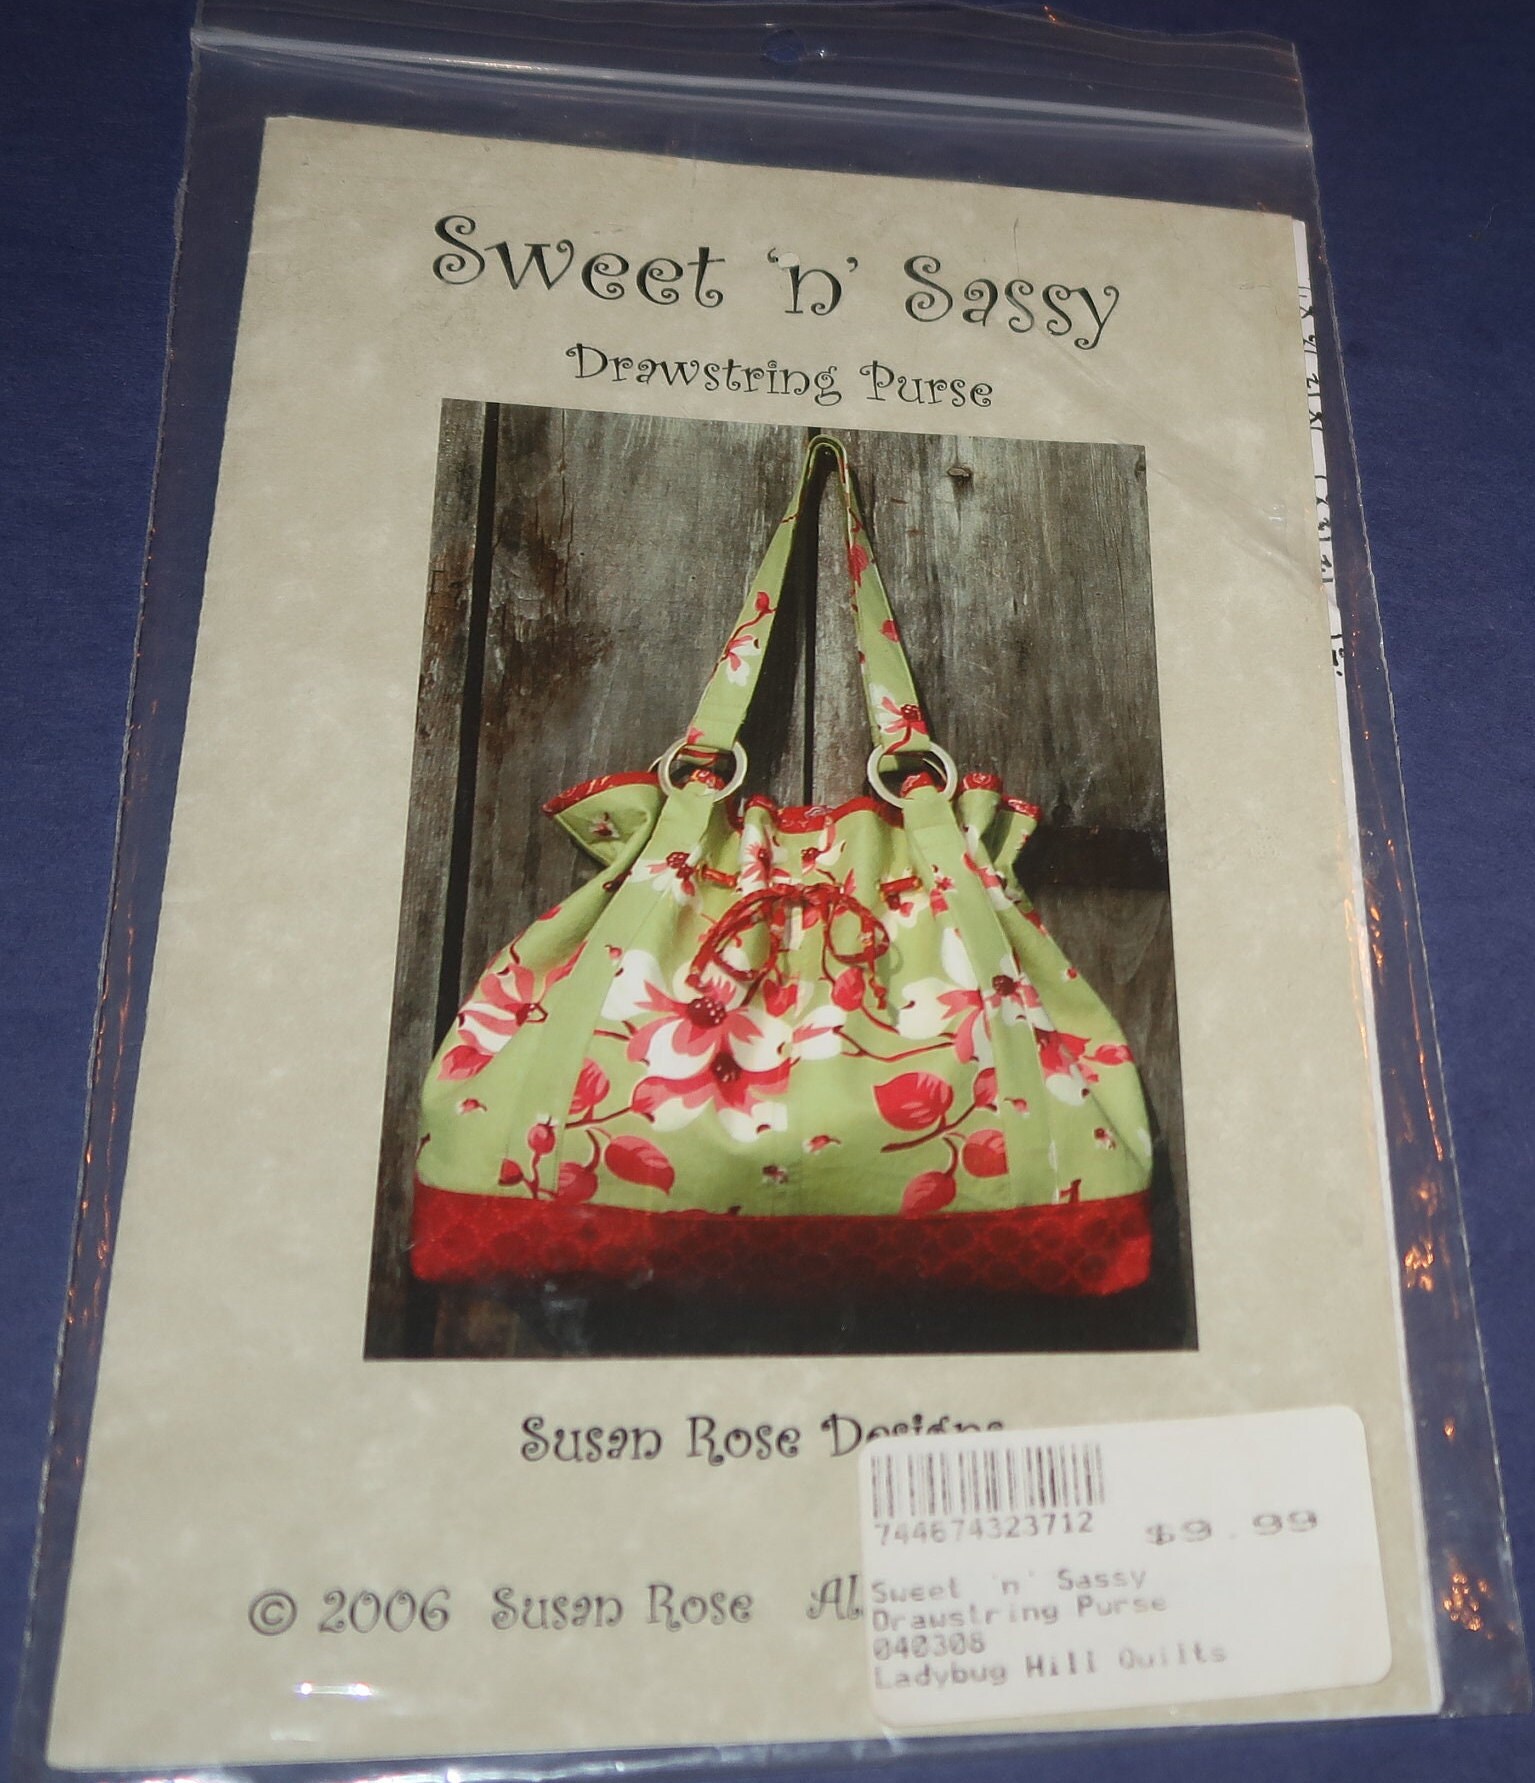 Sweet 'n' Sassy
Drawstring Purse
Susan Rose Designs
© 2006 Susan Rose Al
744674323712
$9.99
Sweet 'n' Sassy
Drawstring Purse
040308
Ladybug Hill Quilts